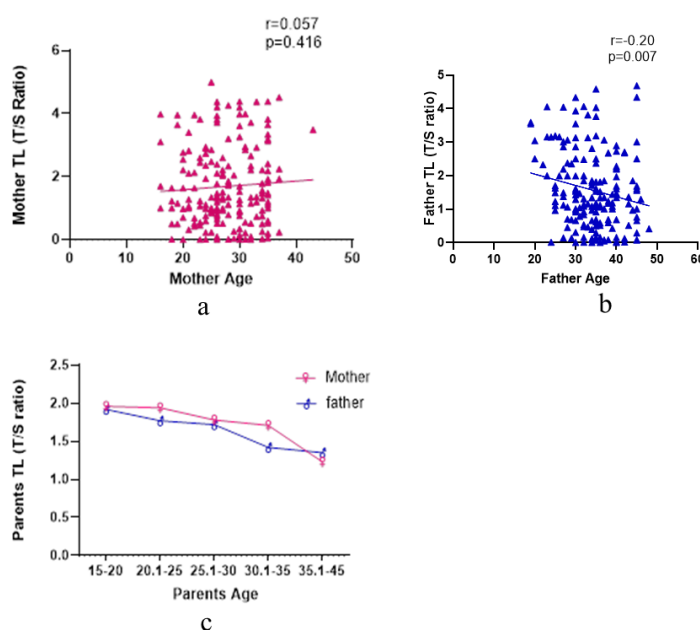 r=0.057
p=0.416
6
4
2
0
Mother TL (T/S Ratio)
0 10 20 30 40 50
Mother Age
a
r=-0.20
p=0.007
5
4
3
2
1
0
Father TL (T/S ratio)
0 10 20 30 40 50 60
Father Age
b
2.5
2.0
1.5
1.0
0.5
0.0
Parents TL (T/S ratio)
Mother
father
15-20 20.1-25 25.1-30 30.1-35 35.1-45
Parents Age
c